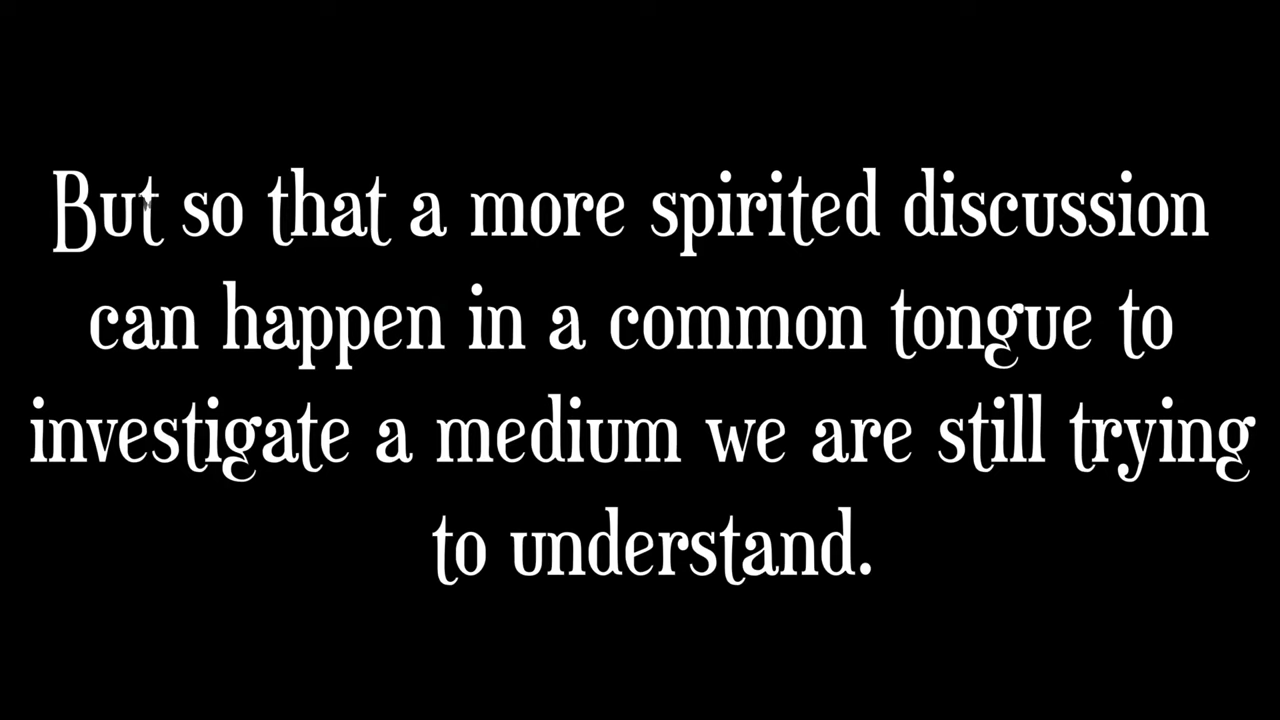 But so that a more spirited discussion
can happen in a common tongue to
investigate a medium we are still trying
to understand.